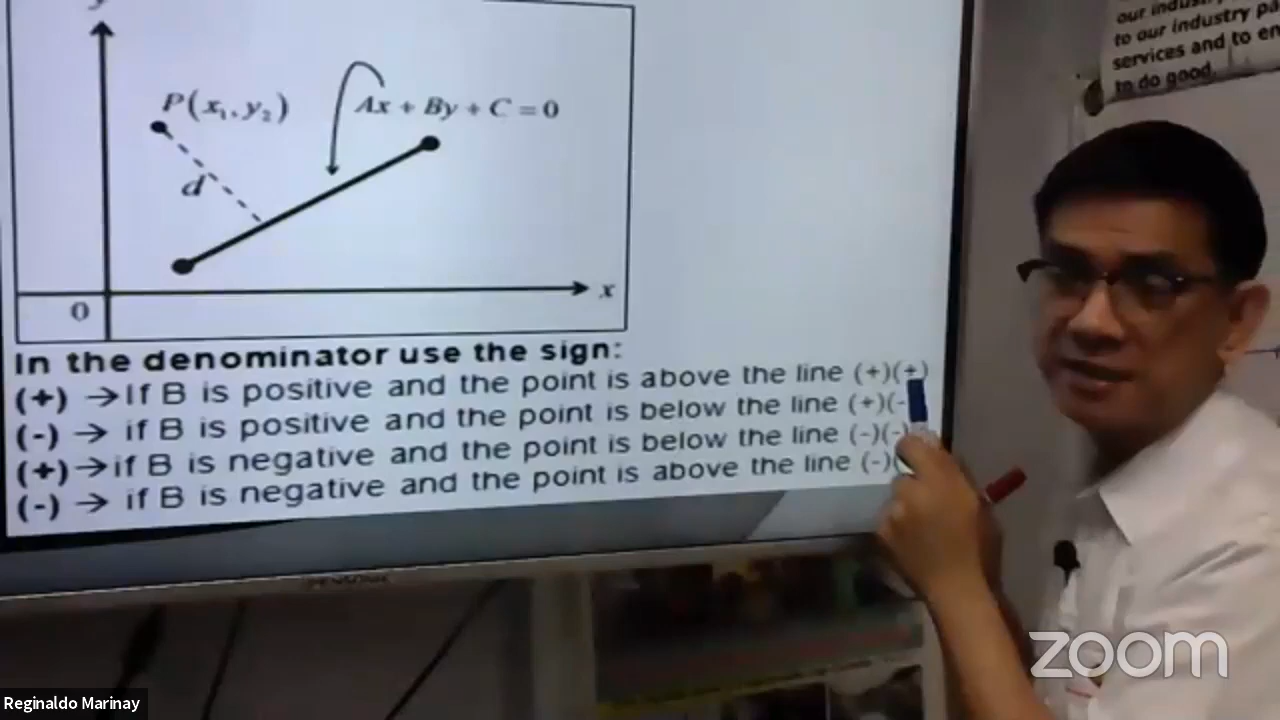 our industry pa
to our industry pa
services and to en
to do good.
y
P(x₁, y₂)
Ax + By + C = 0
d
0
x
In the denominator use the sign:
(+) → If B is positive and the point is above the line (+)(+)
(-) → if B is positive and the point is below the line (+)(-
(+) → if B is negative and the point is below the line (-)(-)
(-) → if B is negative and the point is above the line (-)(
zoom
Reginaldo Marinay